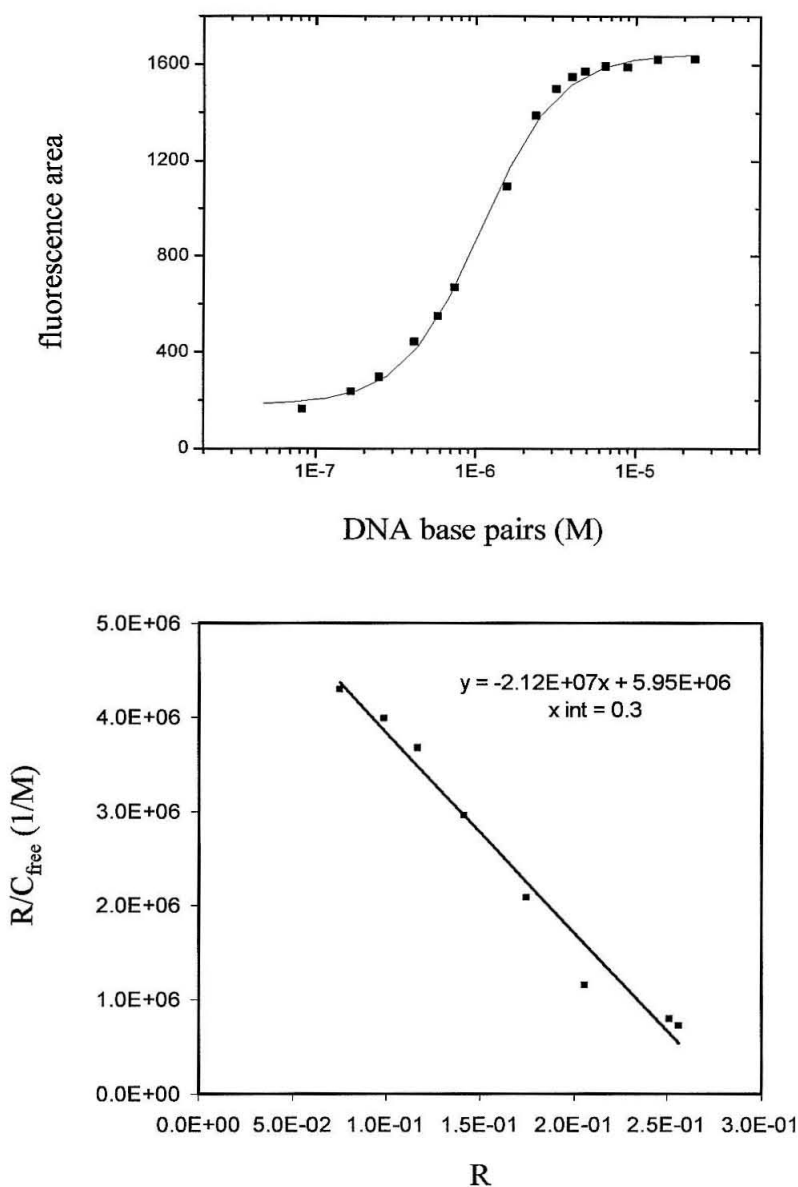 fluorescence area
1600
1200
800
400
0
1E-7
1E-6
1E-5
DNA base pairs (M)
R/C_free (1/M)
5.0E+06
4.0E+06
3.0E+06
2.0E+06
1.0E+06
0.0E+00
y = -2.12E+07x + 5.95E+06
x int = 0.3
0.0E+00 5.0E-02 1.0E-01 1.5E-01 2.0E-01 2.5E-01 3.0E-01
R